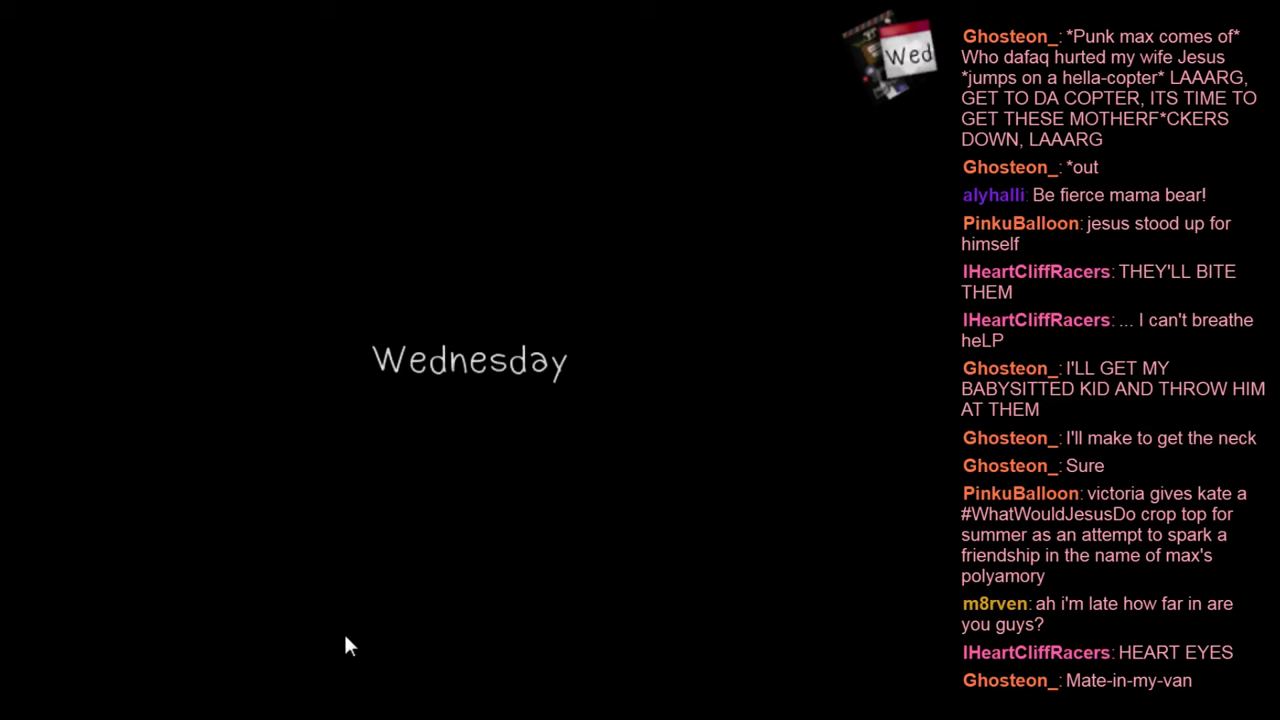 Wed
Wednesday
Ghosteon_: *Punk max comes of*
Who dafaq hurted my wife Jesus
*jumps on a hella-copter* LAAARG,
GET TO DA COPTER, ITS TIME TO
GET THESE MOTHERF*CKERS
DOWN, LAAARG
Ghosteon_: *out
alyhalli: Be fierce mama bear!
PinkuBalloon: jesus stood up for
himself
IHeartCliffRacers: THEY'LL BITE
THEM
IHeartCliffRacers: ... I can't breathe
heLP
Ghosteon_: I'LL GET MY
BABYSITTED KID AND THROW HIM
AT THEM
Ghosteon_: I'll make to get the neck
Ghosteon_: Sure
PinkuBalloon: victoria gives kate a
#WhatWouldJesusDo crop top for
summer as an attempt to spark a
friendship in the name of max's
polyamory
m8rven: ah i'm late how far in are
you guys?
IHeartCliffRacers: HEART EYES
Ghosteon_: Mate-in-my-van